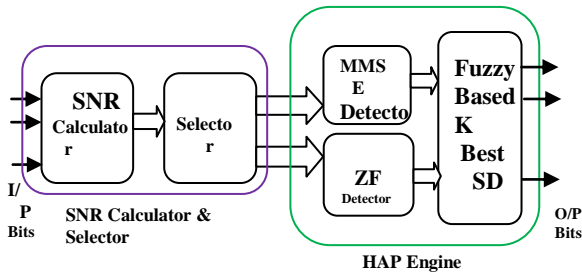 SNR
Calculato
r
Selecto
r
MMS
E
Detecto
ZF
Detector
Fuzzy
Based
K
Best
SD
I/
P
Bits
SNR Calculator &
Selector
HAP Engine
O/P
Bits